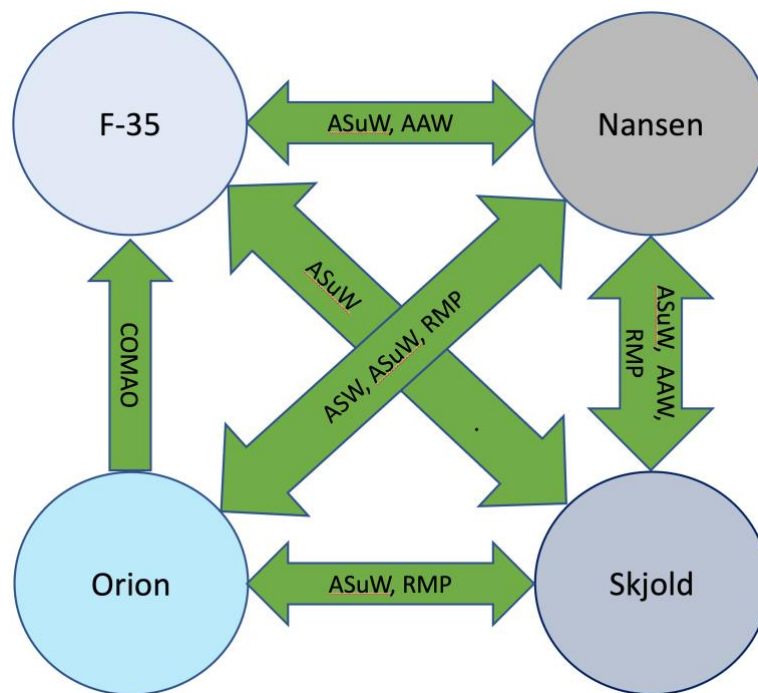 F-35
ASuW, AAW
Nansen
ASuW
ASW, ASuW, RMP
COMAO
ASuW, AAW,
RMP
.
Orion
ASuW, RMP
Skjold